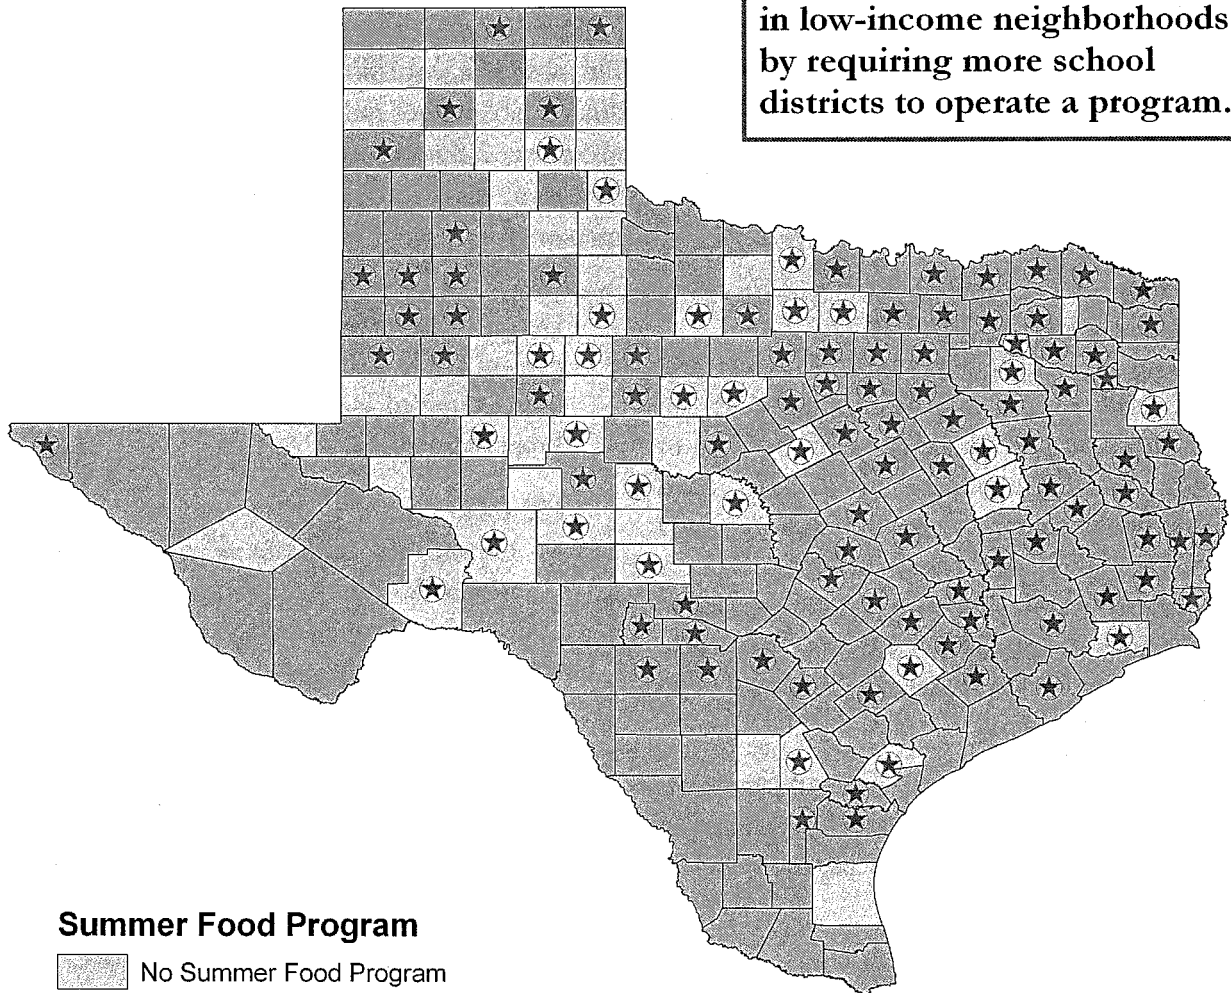 in low-income neighborhoods
by requiring more school
districts to operate a program.
Summer Food Program
No Summer Food Program